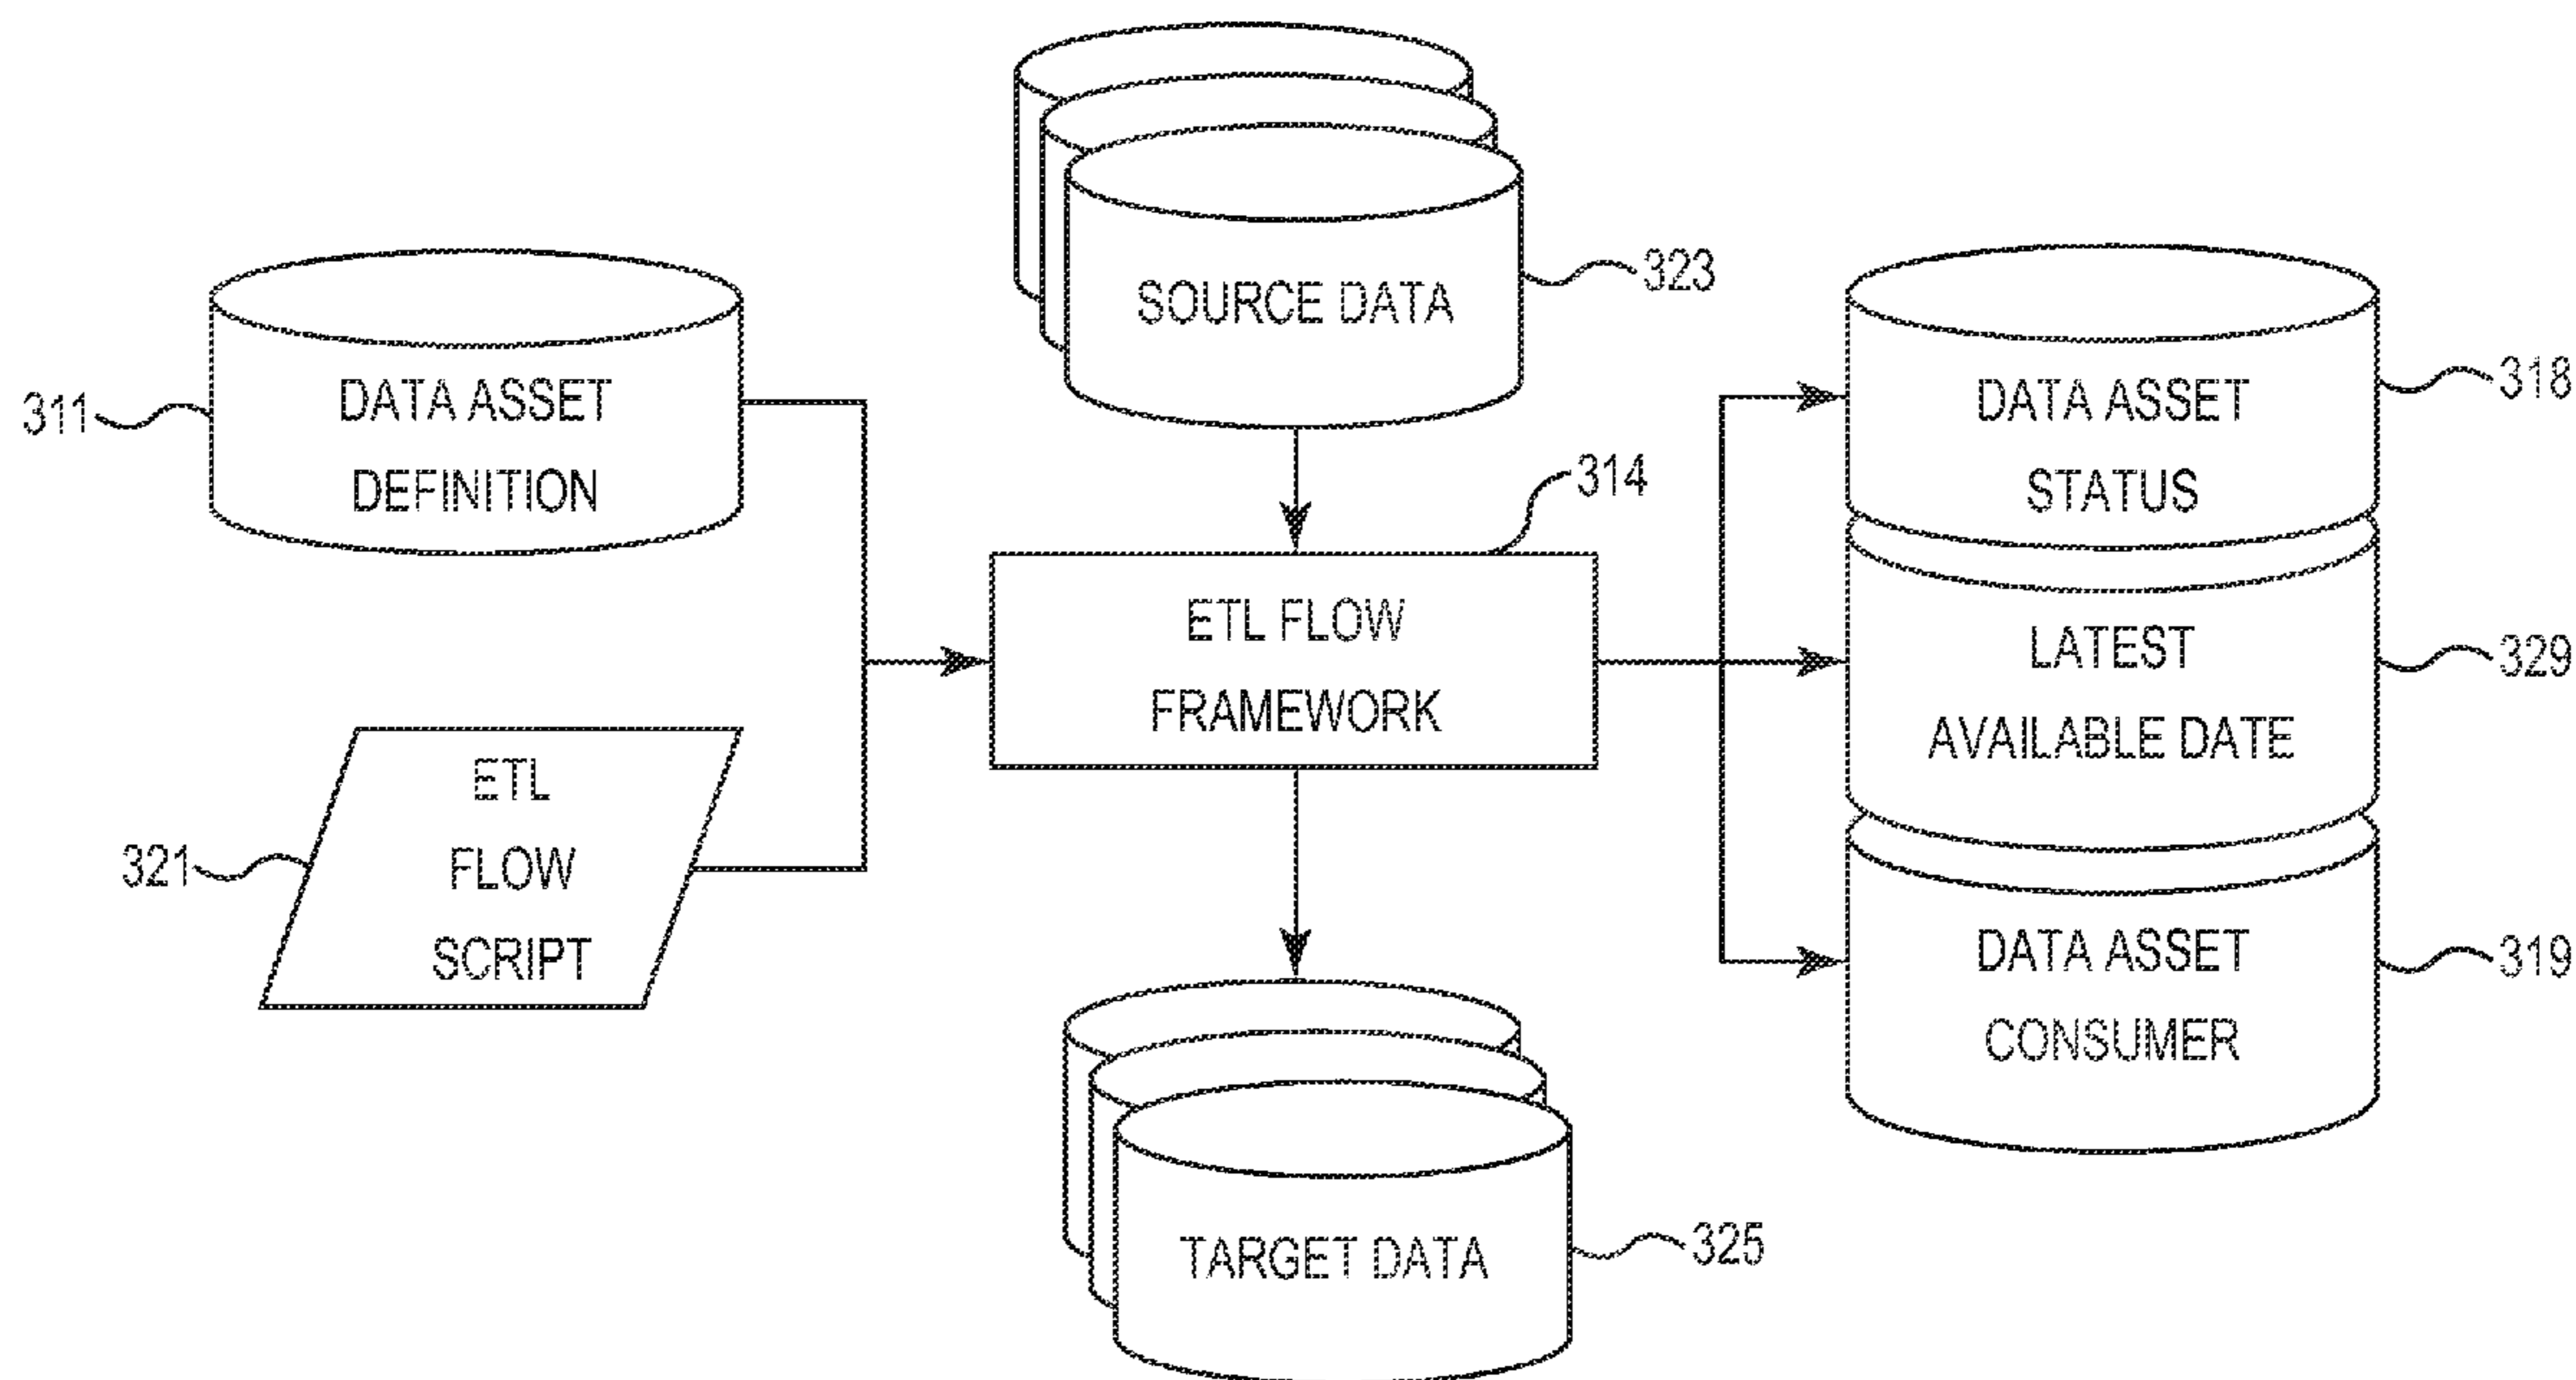 SOURCE DATA
323
311
DATA ASSET
DEFINITION
DATA ASSET
STATUS
318
314
ETL FLOW
FRAMEWORK
LATEST
AVAILABLE DATE
329
321
ETL
FLOW
SCRIPT
DATA ASSET
CONSUMER
319
TARGET DATA
325